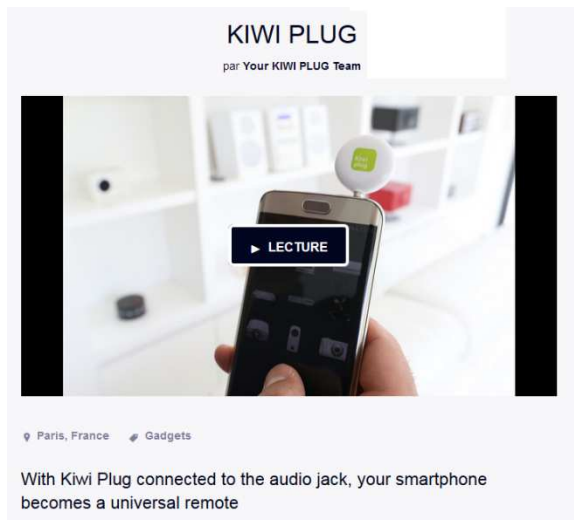 KIWI PLUG
par Your KIWI PLUG Team
kiwi
plug
LECTURE
Paris, France Gadgets
With Kiwi Plug connected to the audio jack, your smartphone
becomes a universal remote